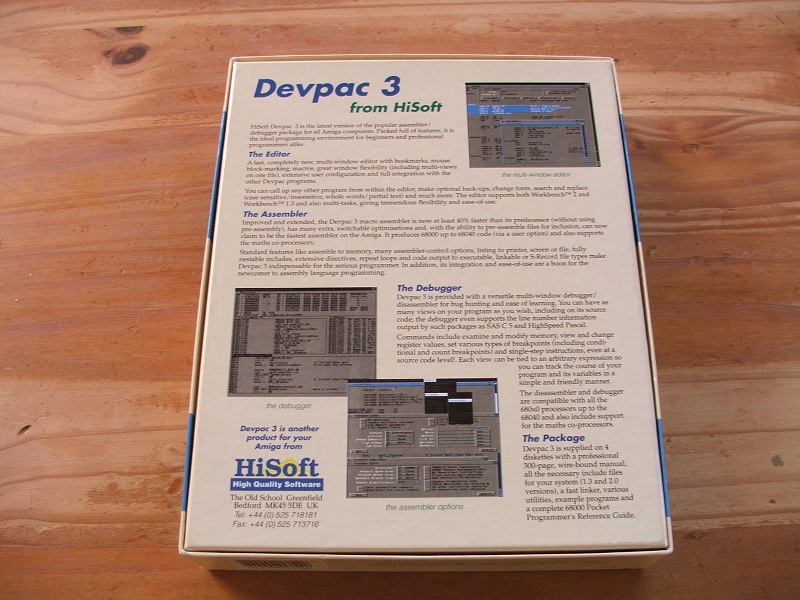 Devpac 3
from HiSoft
HiSoft Devpac 3 is the latest version of the popular assembler/
debugger package for all Amiga computers. Packed full of features, it is
the ideal programming environment for beginners and professional
programmers alike.
the multi-window editor
The Editor
A fast, completely new, multi-window editor with bookmarks, mouse
block-marking, macros, great window flexibility (including multi-views
on one file), extensive user configuration and full integration with the
other Devpac programs.
You can call up any other program from within the editor, make optional back-ups, change fonts, search and replace
(case sensitive/insensitive, whole words/partial text) and much more. The editor supports both Workbench™ 2 and
Workbench™ 1.3 and also multi-tasks, giving tremendous flexibility and ease-of-use.
The Assembler
Improved and extended, the Devpac 3 macro assembler is now at least 40% faster than its predecessor (without using
pre-assembly), has many extra, switchable optimisations and, with the ability to pre-assemble files for inclusion, can now
claim to be the fastest assembler on the Amiga. It produces 68000 up to 68040 code (via a user option) and also supports
the maths co-processors.
Standard features like assemble to memory, many assembler-control options, listing to printer, screen or file, fully
nestable includes, extensive directives, repeat loops and code output to executable, linkable or S-Record file types make
Devpac 3 indispensable for the serious programmer. In addition, its integration and ease-of-use are a boon for the
newcomer to assembly language programming.
The Debugger
Devpac 3 is provided with a versatile multi-window debugger/
disassembler for bug hunting and ease of learning. You can have as
many views on your program as you wish, including on its source
code; the debugger even supports the line number information
output by such packages as SAS C 5 and HighSpeed Pascal.
Commands include examine and modify memory, view and change
register values, set various types of breakpoints (including condi-
tional and count breakpoints) and single-step instructions, even at a
source code level!. Each view can be tied to an arbitrary expression so
you can track the course of your
program and its variables in a
simple and friendly manner.
The disassembler and debugger
are compatible with all the
680x0 processors up to the
68040 and also include support
for the maths co-processors.
the debugger
the assembler options
Devpac 3 is another
product for your
Amiga from
HiSoft
High Quality Software
The Old School Greenfield
Bedford MK45 5DE UK
Tel: +44 (0) 525 718181
Fax: +44 (0) 525 713716
The Package
Devpac 3 is supplied on 4
diskettes with a professional
300-page, wire-bound manual,
all the necessary include files
for your system (1.3 and 2.0
versions), a fast linker, various
utilities, example programs and
a complete 68000 Pocket
Programmer's Reference Guide.